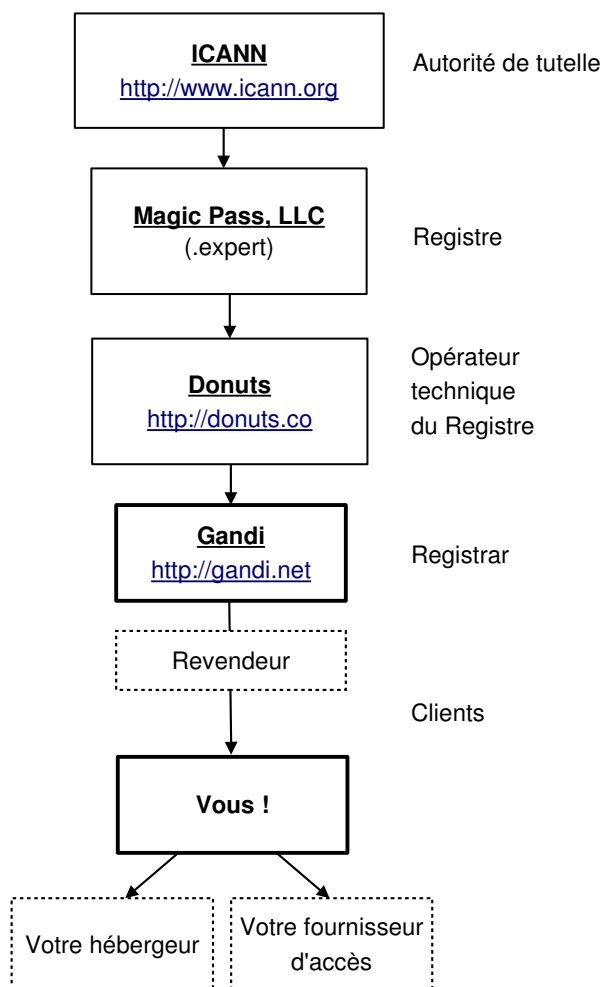 ICANN
http://www.icann.org
Autorité de tutelle
Magic Pass, LLC
(.expert)
Registre
Donuts
http://donuts.co
Opérateur
technique
du Registre
Gandi
http://gandi.net
Registrar
Revendeur
Clients
Vous !
Votre hébergeur
Votre fournisseur
d'accès